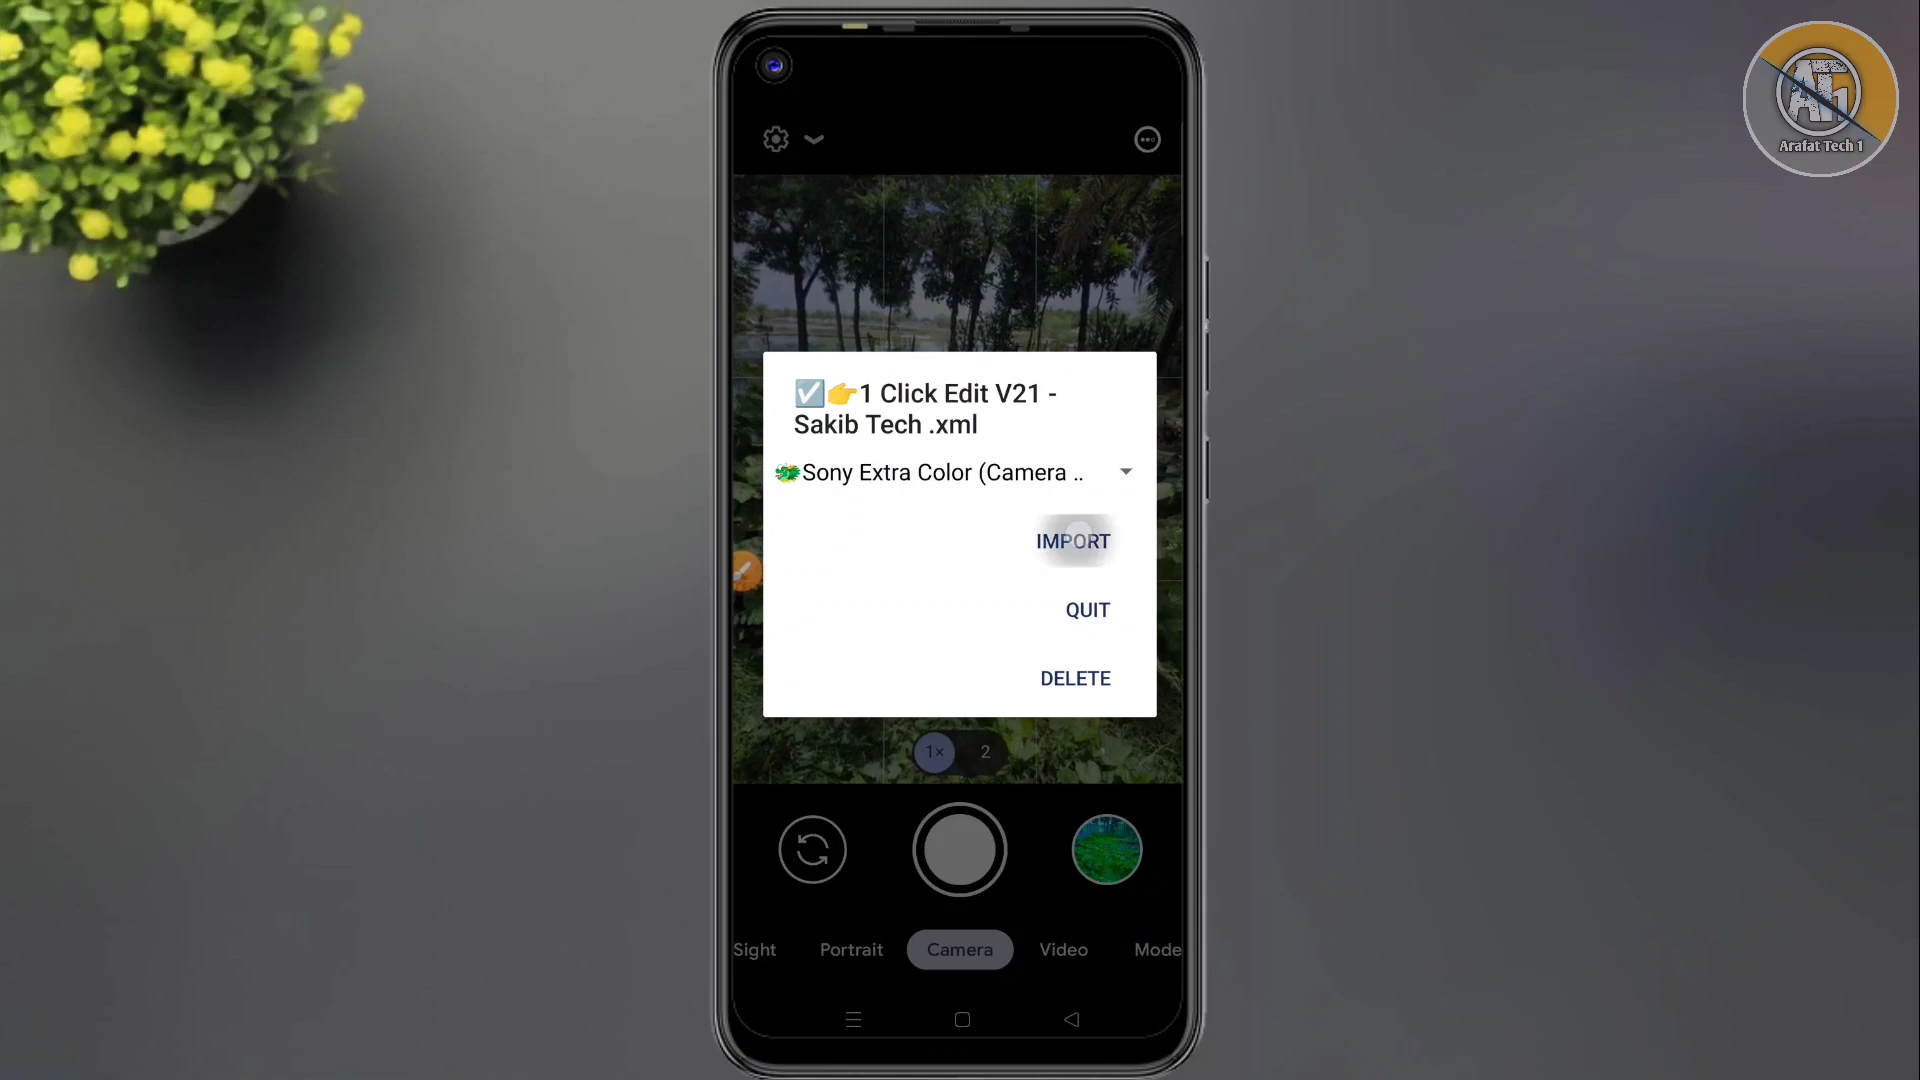 AT1
Arafat Tech 1
☑️👉1 Click Edit V21 -
Sakib Tech .xml
🐲Sony Extra Color (Camera ..
IMPORT
QUIT
DELETE
1×
2
Sight
Portrait
Camera
Video
Mode